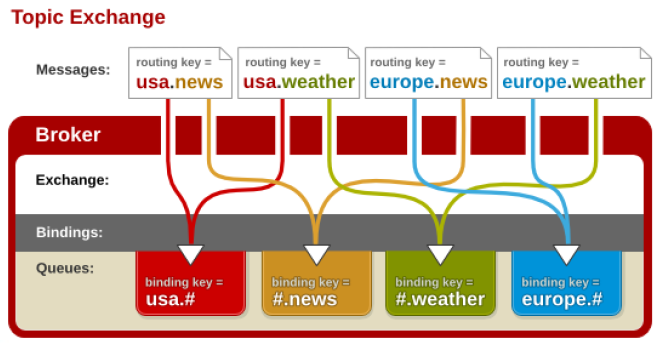 Topic Exchange
Messages:
routing key =
usa.news
routing key =
usa.weather
routing key =
europe.news
routing key =
europe.weather
Broker
Exchange:
Bindings:
Queues:
binding key =
usa.#
binding key =
#.news
binding key =
#.weather
binding key =
europe.#